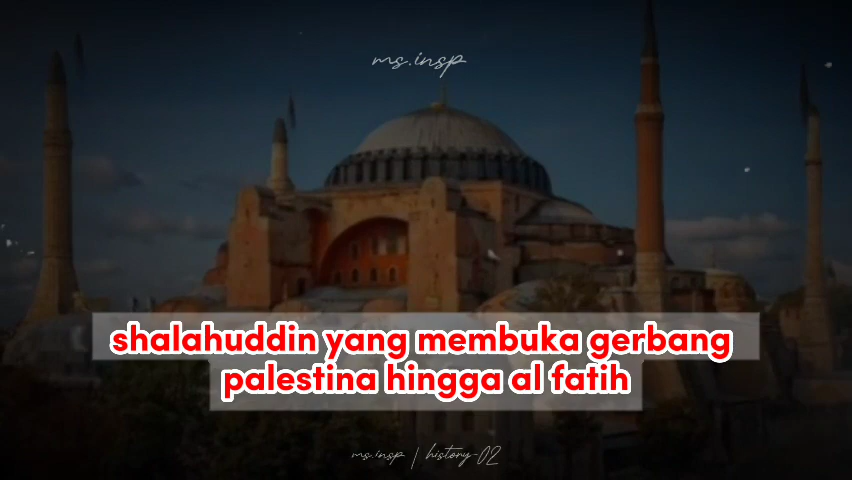 ms.insp
shalahuddin yang membuka gerbang
palestina hingga al fatih
ms.insp | history-02